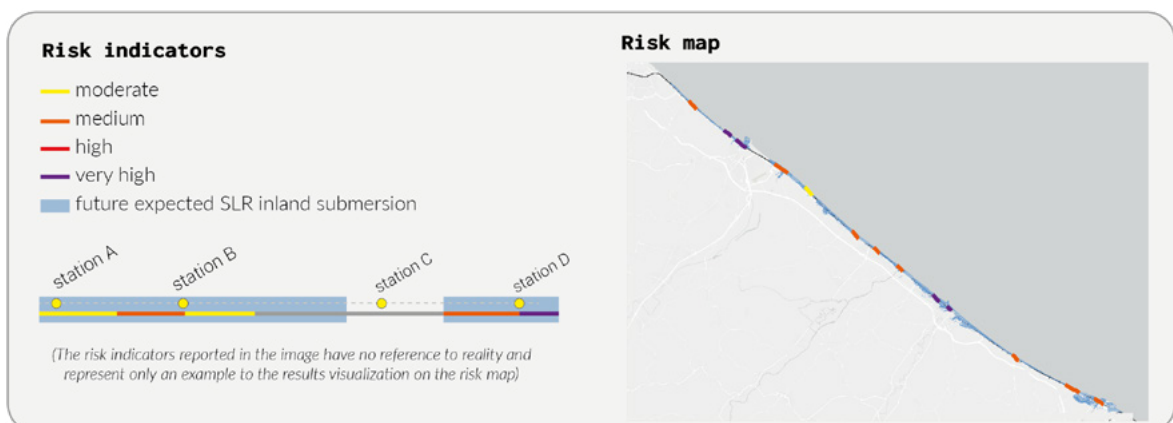 Risk indicators
moderate
medium
high
very high
future expected SLR inland submersion
station A
station B
station C
station D
(The risk indicators reported in the image have no reference to reality and
represent only an example to the results visualization on the risk map)
Risk map